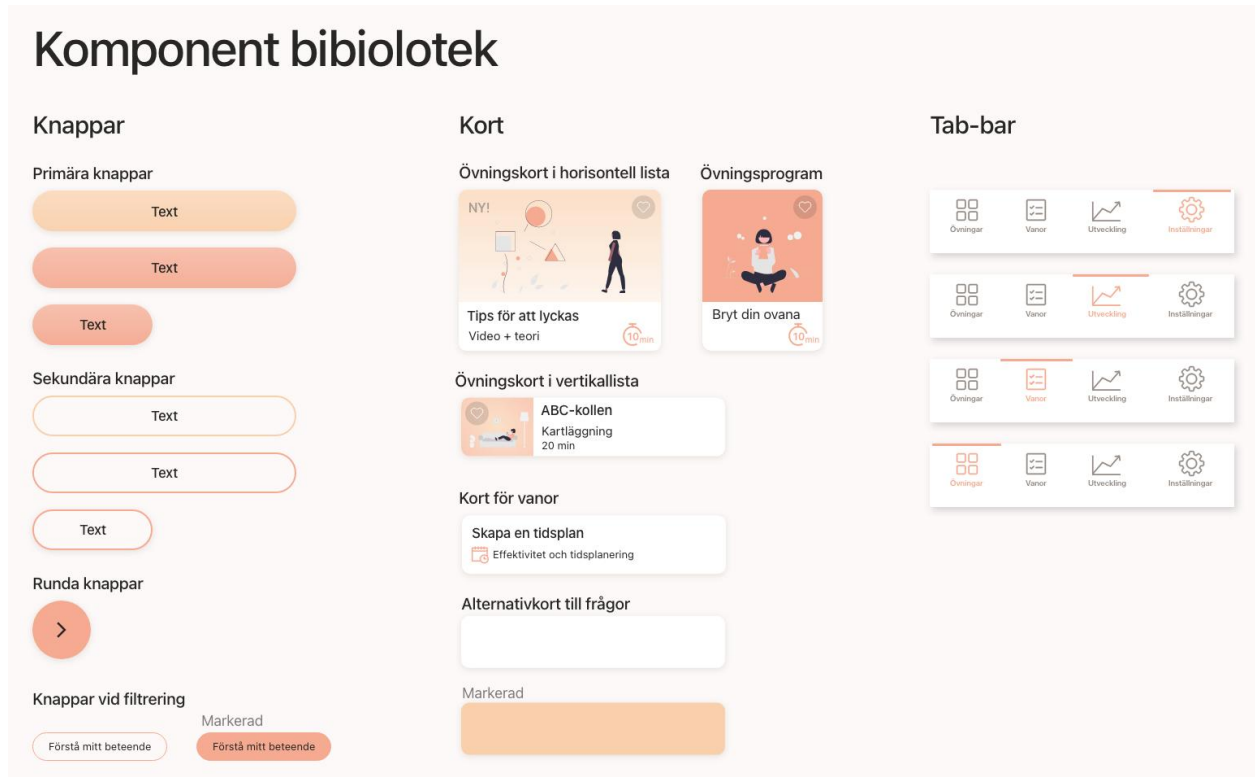 Komponent bibiolotek
Knappar
Primära knappar
Text
Text
Text
Sekundära knappar
Text
Text
Text
Runda knappar
Knappar vid filtrering
Markerad
Förstå mitt beteende
Förstå mitt beteende
Kort
Övningskort i horisontell lista
NY!
Tips för att lyckas
Video + teori
10 min
Övningsprogram
Bryt din ovana
10 min
Övningskort i vertikallista
ABC-kollen
Kartläggning
20 min
Kort för vanor
Skapa en tidsplan
Effektivitet och tidsplanering
Alternativkort till frågor
Markerad
Tab-bar
Övningar Vanor Utveckling Inställningar
Övningar Vanor Utveckling Inställningar
Övningar Vanor Utveckling Inställningar
Övningar Vanor Utveckling Inställningar